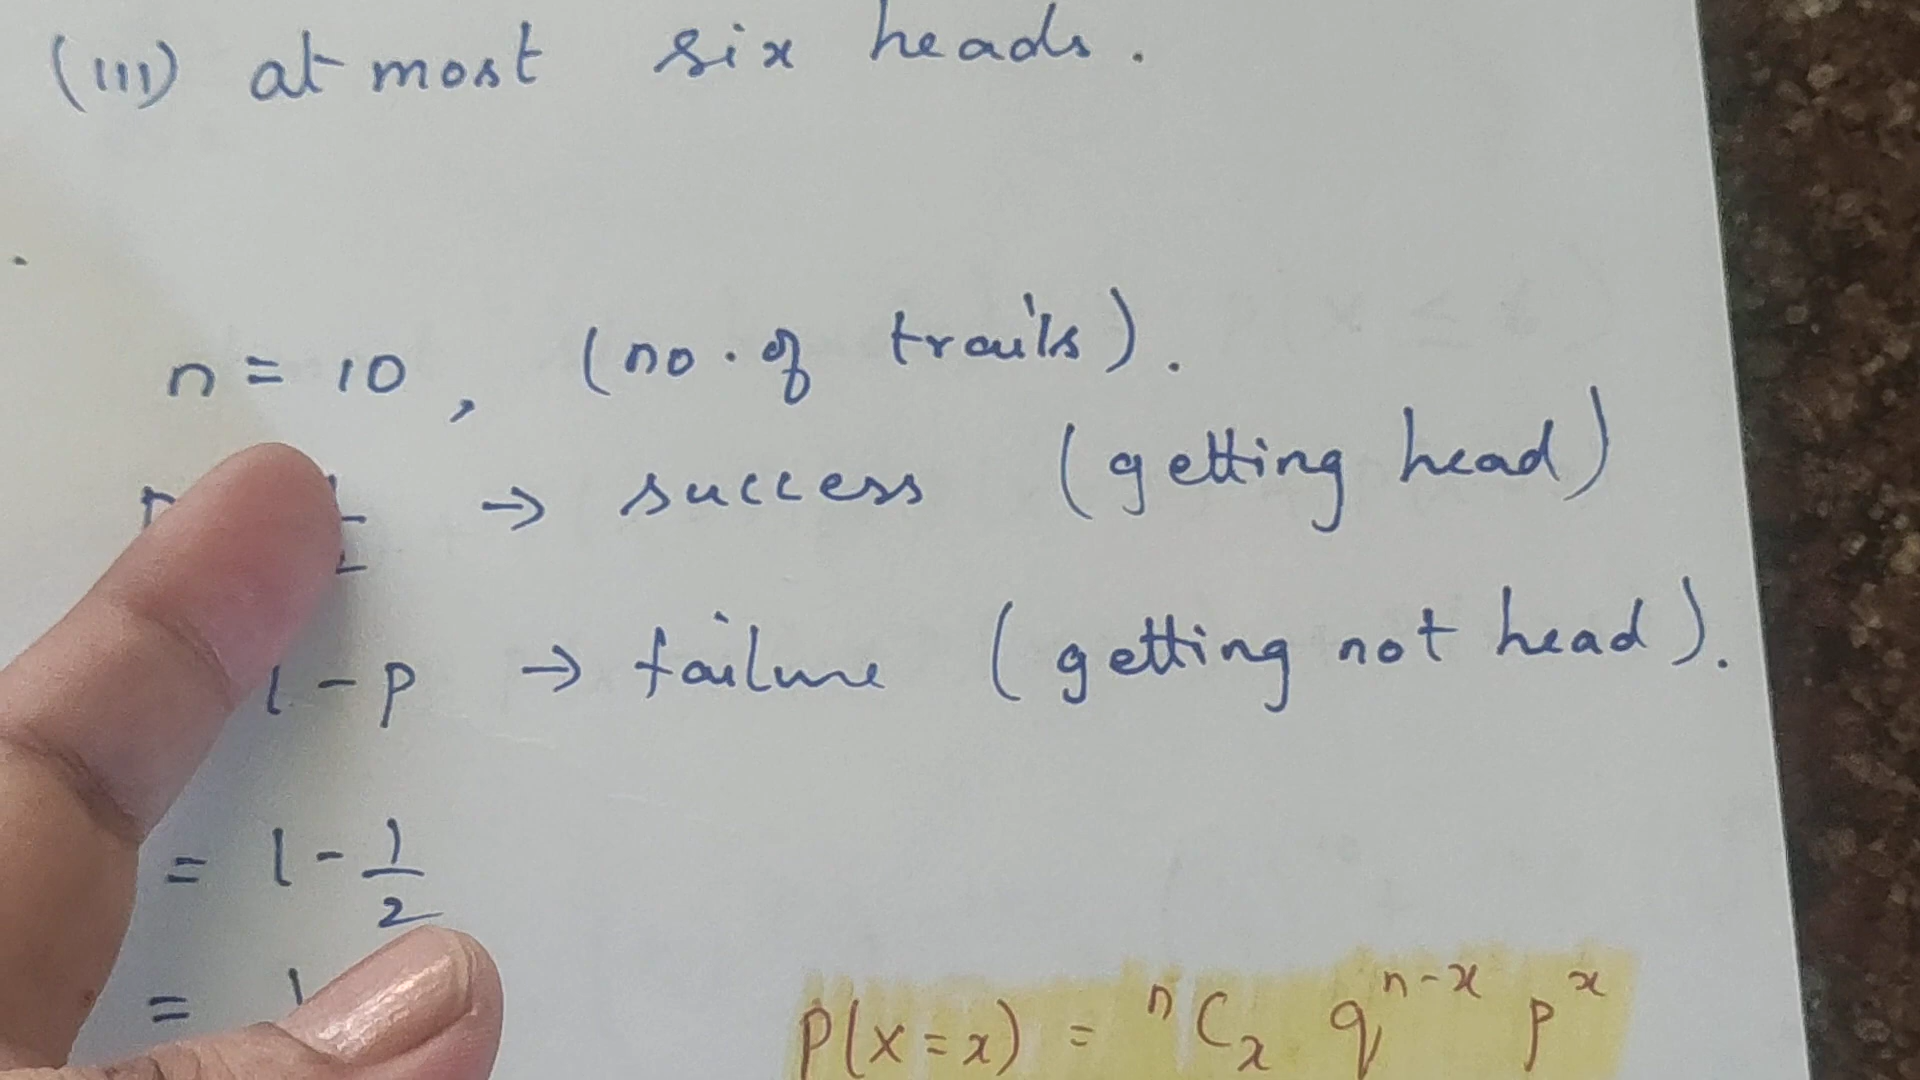 (iii) at most six heads.
n = 10, (no. of trails).
→ success (getting head)
1 - p → failure (getting not head).
= 1 - 1/2
=
P(X = x) = ⁿCₓ qⁿ⁻ˣ pˣ